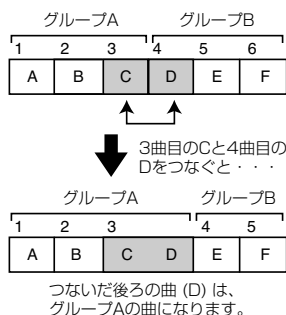 グループA グループB
1 2 3 4 5 6
A B C D E F
3曲目のCと4曲目の
Dをつなぐと・・・
グループA グループB
1 2 3 4 5
A B C D E F
つないだ後ろの曲 (D) は、
グループAの曲になります。